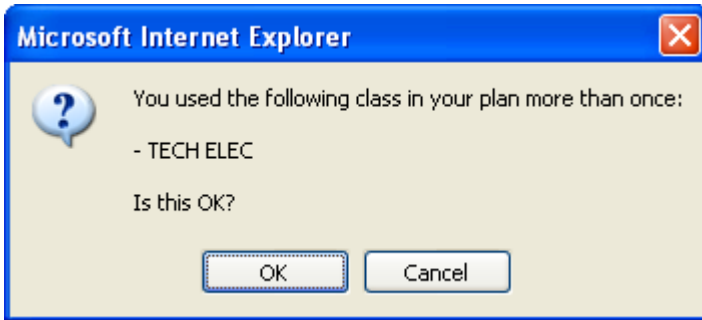 Microsoft Internet Explorer
You used the following class in your plan more than once:
- TECH ELEC
Is this OK?
OK
Cancel